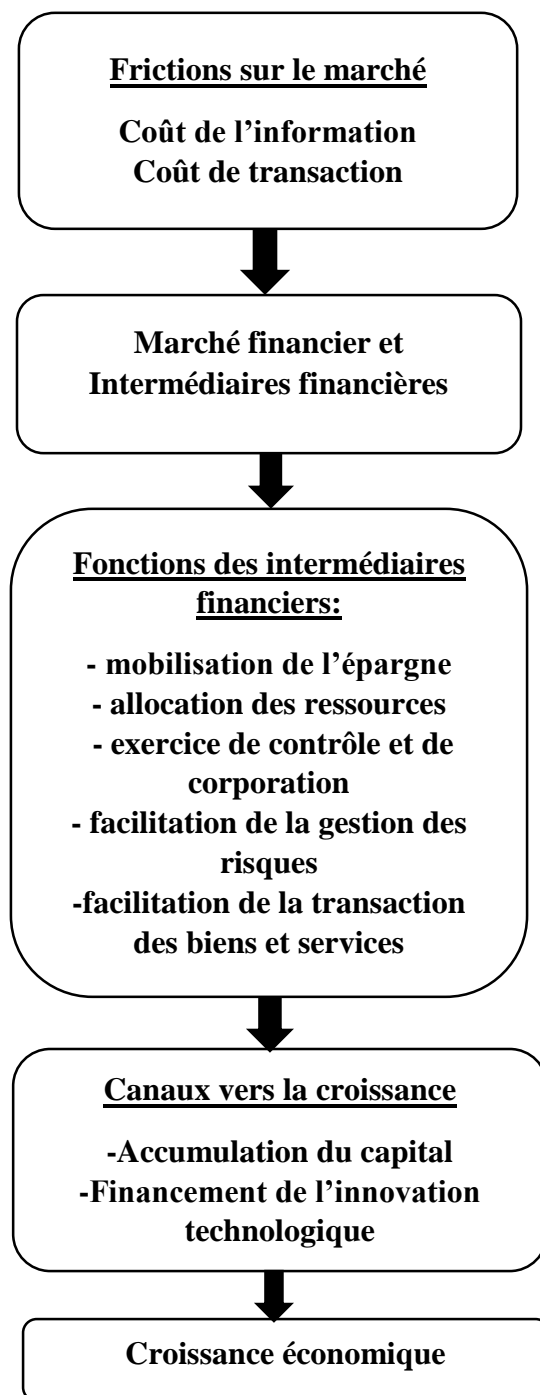 Frictions sur le marché
Coût de l’information
Coût de transaction
Marché financier et
Intermédiaires financières
Fonctions des intermédiaires
financiers:
- mobilisation de l’épargne
- allocation des ressources
- exercice de contrôle et de
corporation
- facilitation de la gestion des
risques
-facilitation de la transaction
des biens et services
Canaux vers la croissance
-Accumulation du capital
-Financement de l’innovation
technologique
Croissance économique